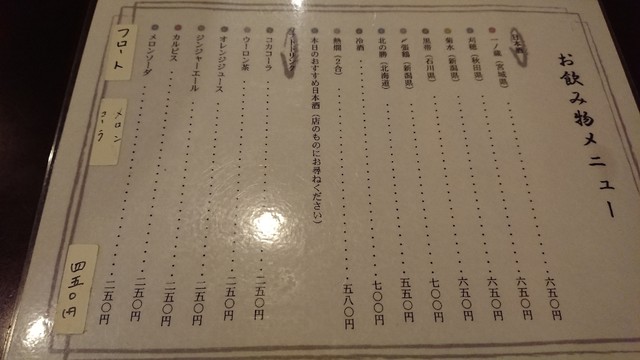 お飲み物メニュー
日本酒
一ノ蔵（宮城県）・・・六五〇円
刈穂（秋田県）・・・六五〇円
菊水（新潟県）・・・六五〇円
黒帯（石川県）・・・六五〇円
〆張鶴（新潟県）・・・七〇〇円
北の勝（北海道）・・・五五〇円
冷酒・・・七〇〇円
熱燗（2合）・・・五八〇円
本日のおすすめ日本酒（店のものにお尋ねください）
ソフトドリンク
コカコーラ・・・二五〇円
ウーロン茶・・・二五〇円
オレンジジュース・・・二五〇円
ジンジャーエール・・・二五〇円
カルピス・・・二五〇円
メロンソーダ・・・二五〇円
フロート
メロン
コーラ
四五〇円